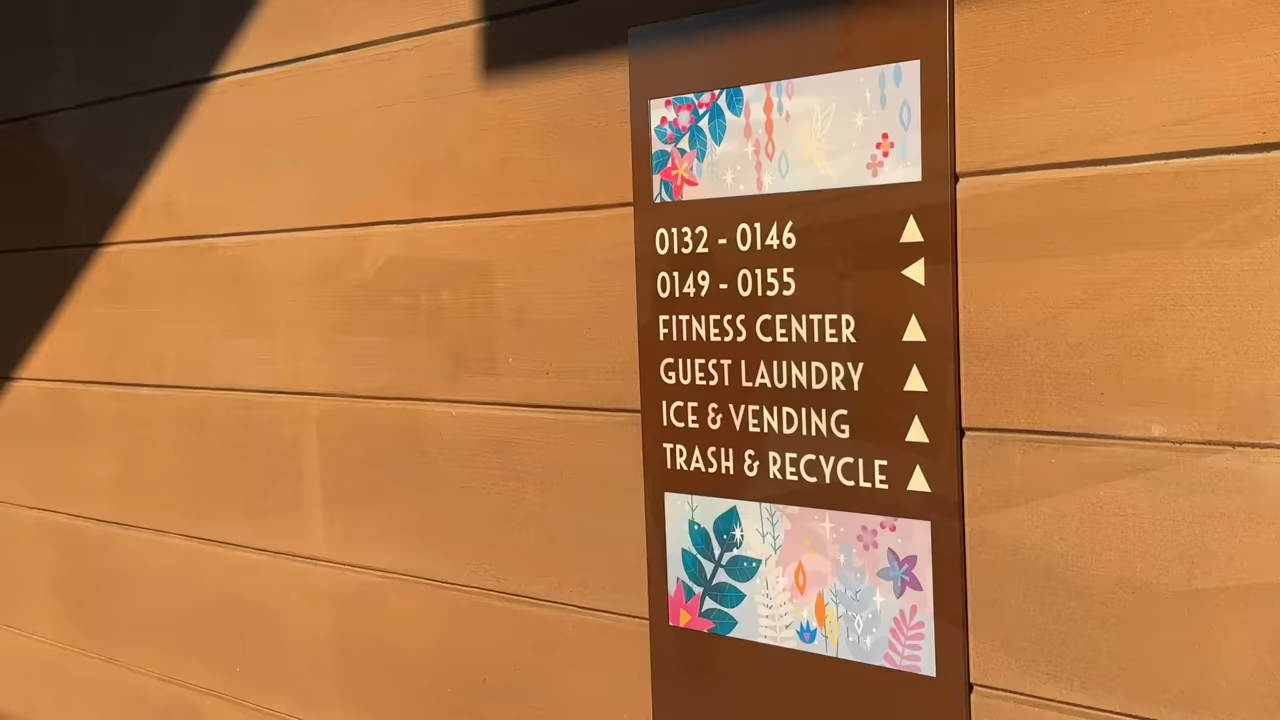 0132 - 0146
0149 - 0155
FITNESS CENTER
GUEST LAUNDRY
ICE & VENDING
TRASH & RECYCLE